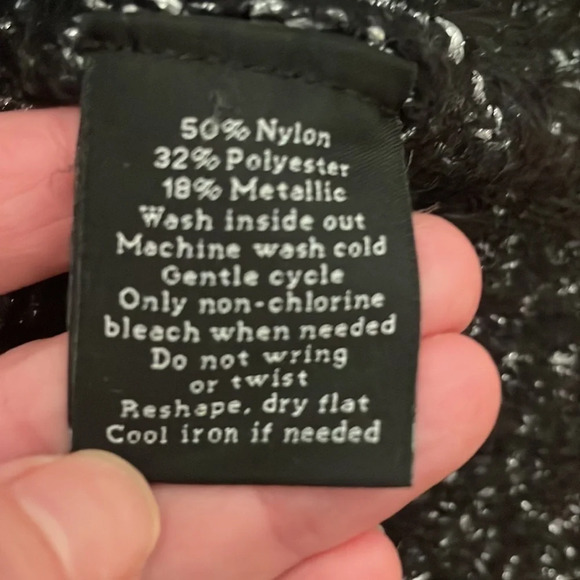 50% Nylon
32% Polyester
18% Metallic
Wash inside out
Machine wash cold
Gentle cycle
Only non-chlorine
bleach when needed
Do not wring
or twist
Reshape, dry flat
Cool iron if needed